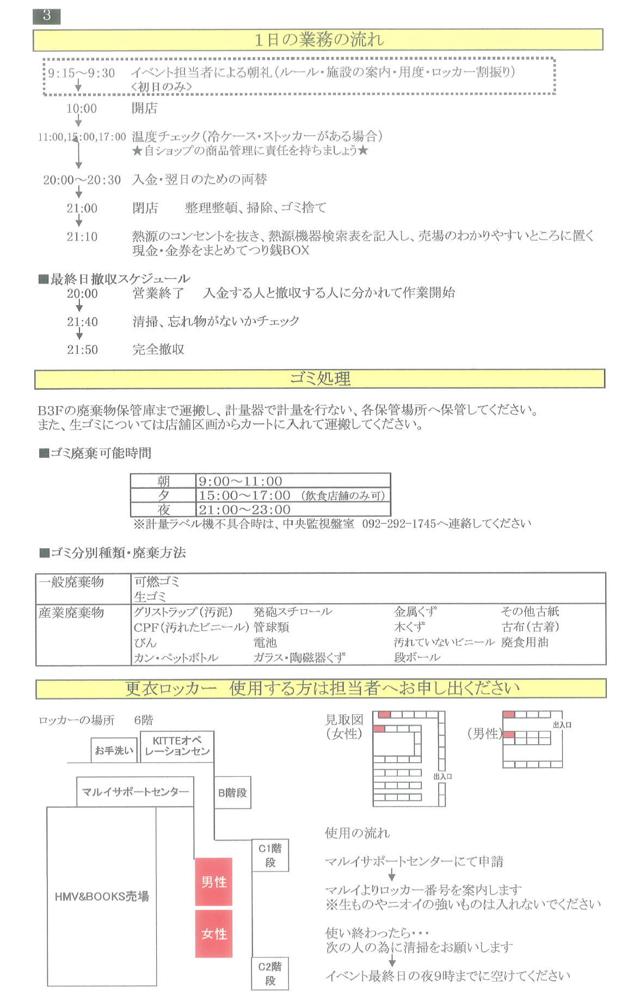 3
1日の業務の流れ
9:15～9:30 イベント担当者による朝礼(ルール・施設の案内・用度・ロッカー割振り)
<初日のみ>
10:00 開店
11:00,15:00,17:00 温度チェック(冷ケース・ストッカーがある場合)
★自ショップの商品管理に責任を持ちましょう★
20:00～20:30 入金・翌日のための両替
21:00 閉店 整理整頓、掃除、ゴミ捨て
21:10 熱源のコンセントを抜き、熱源機器検索表を記入し、売場のわかりやすいところに置く
現金・金券をまとめてつり銭BOX
■最終日撤収スケジュール
20:00 営業終了 入金する人と撤収する人に分かれて作業開始
21:40 清掃、忘れ物がないかチェック
21:50 完全撤収
ゴミ処理
B3Fの廃棄物保管庫まで運搬し、計量器で計量を行ない、各保管場所へ保管してください。
また、生ゴミについては店舗区画からカートに入れて運搬してください。
■ゴミ廃棄可能時間
朝 9:00～11:00
夕 15:00～17:00 (飲食店舗のみ可)
夜 21:00～23:00
※計量ラベル機不具合時は、中央監視盤室 092-292-1745へ連絡してください
■ゴミ分別種類・廃棄方法
一般廃棄物 可燃ゴミ
生ゴミ
産業廃棄物 グリストラップ(汚泥) 発砲スチロール 金属くず その他古紙
CPF(汚れたビニール) 管球類 木くず 古布(古着)
びん 電池 汚れていないビニール 廃食用油
カン・ペットボトル ガラス・陶磁器くず 段ボール
更衣ロッカー 使用する方は担当者へお申し出ください
ロッカーの場所 6階
お手洗い
KITTEオペ
レーションセン
マルイサポートセンター
B階段
C1階
段
HMV&BOOKS売場
男性
女性
C2階
段
見取図
(女性)
出入口
(男性)
出入口
使用の流れ
マルイサポートセンターにて申請
マルイよりロッカー番号を案内します
※生ものやニオイの強いものは入れないでください
使い終わったら・・・
次の人の為に清掃をお願いします
イベント最終日の夜9時までに空けてください